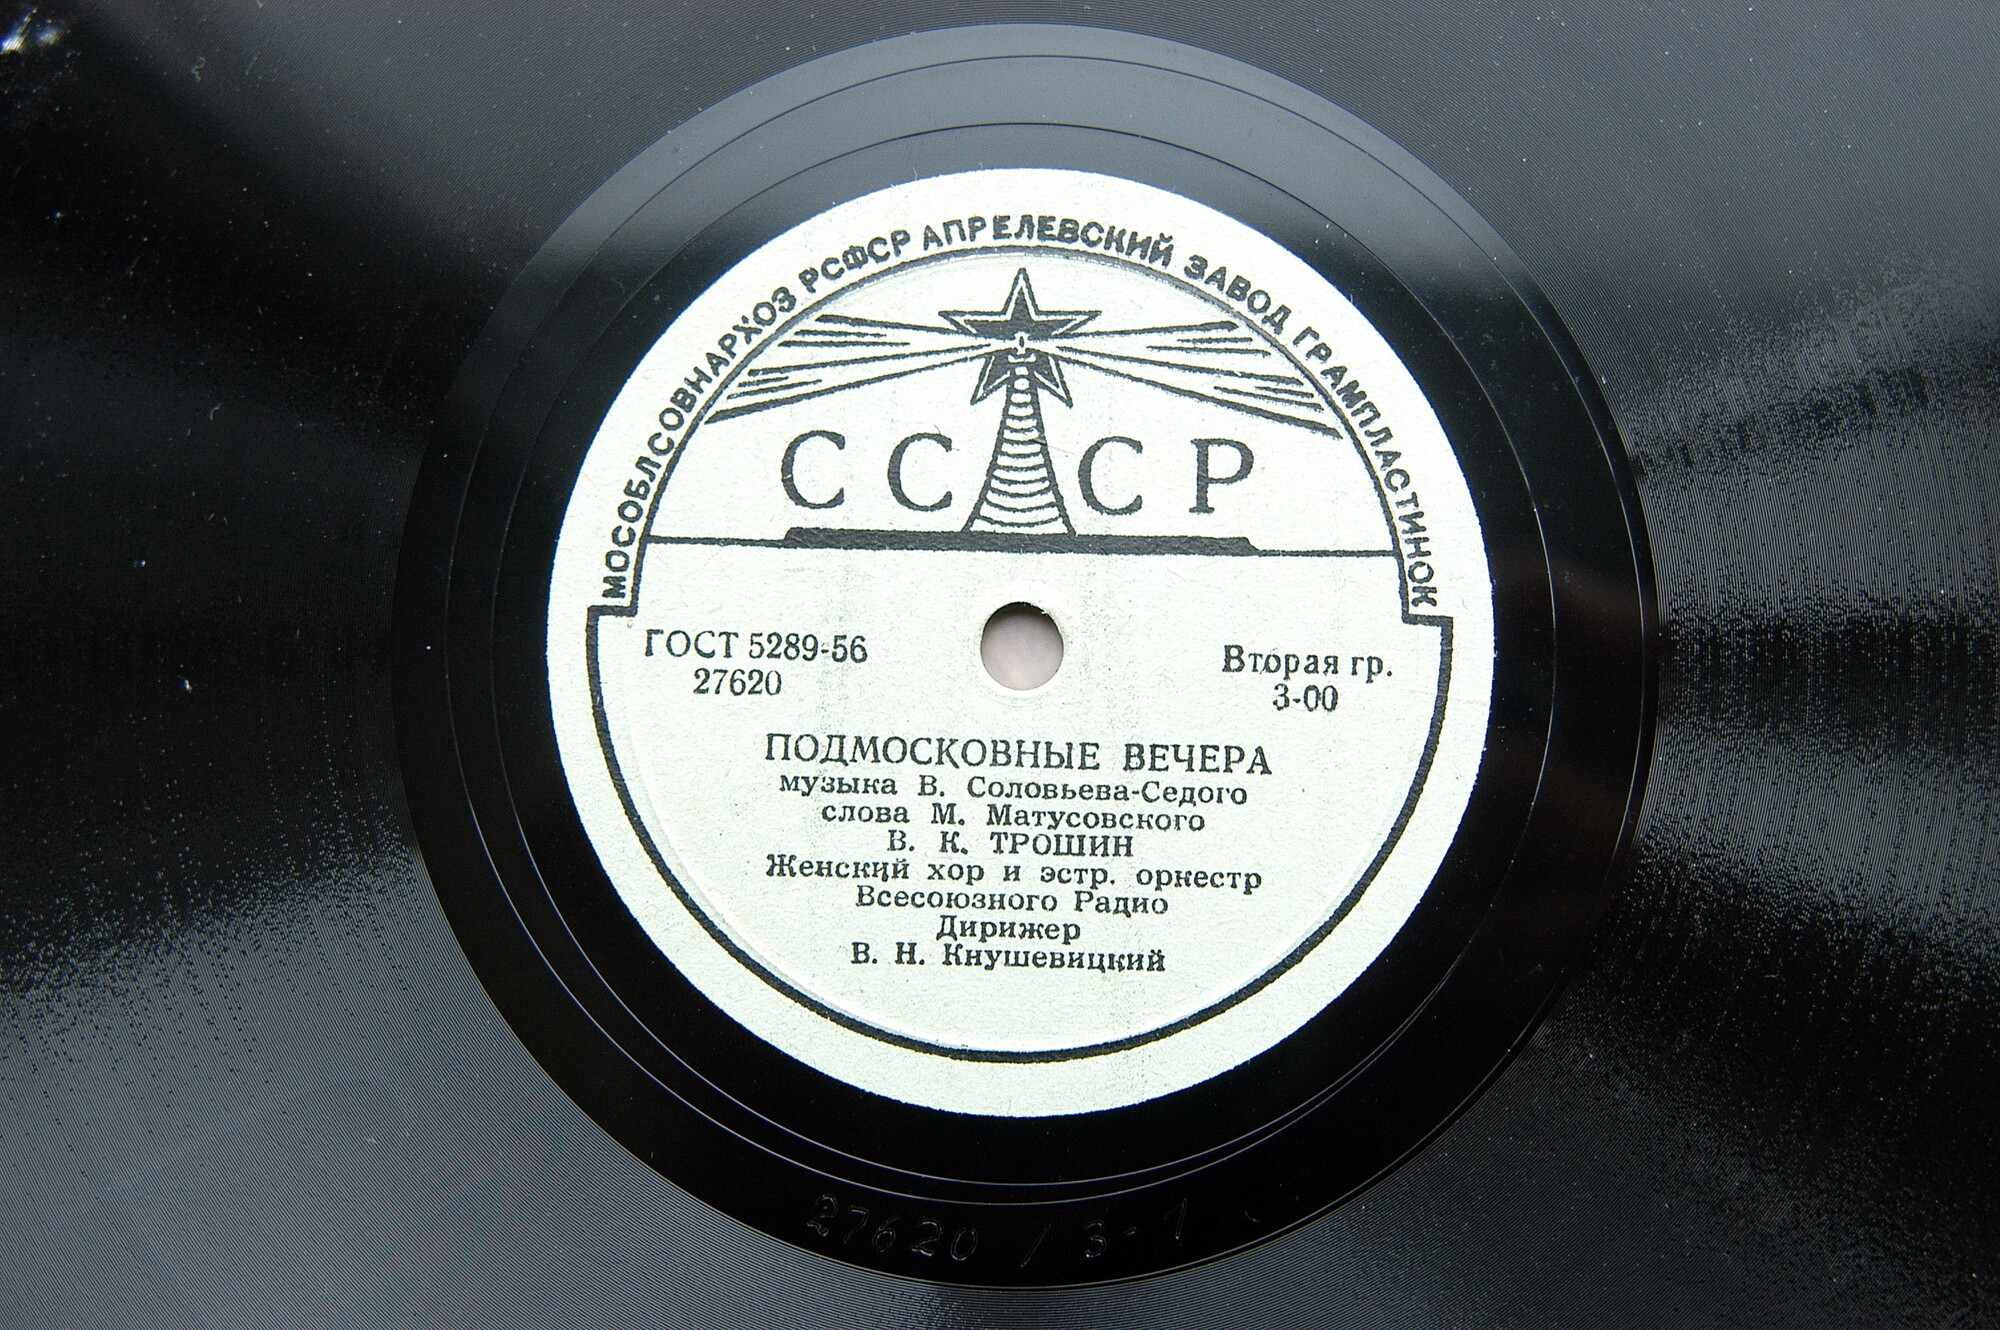 МОСОБЛСОВНАРХОЗ РСФСР АПРЕЛЕВСКИЙ ЗАВОД ГРАМПЛАСТИНОК
СССР
ГОСТ 5289-56
27620
Вторая гр.
3-00
ПОДМОСКОВНЫЕ ВЕЧЕРА
музыка В. Соловьева-Седого
слова М. Матусовского
В. К. ТРОШИН
Женский хор и эстр. оркестр
Всесоюзного Радио
Дирижер
В. Н. Кнушевицкий
27620 / 3-1